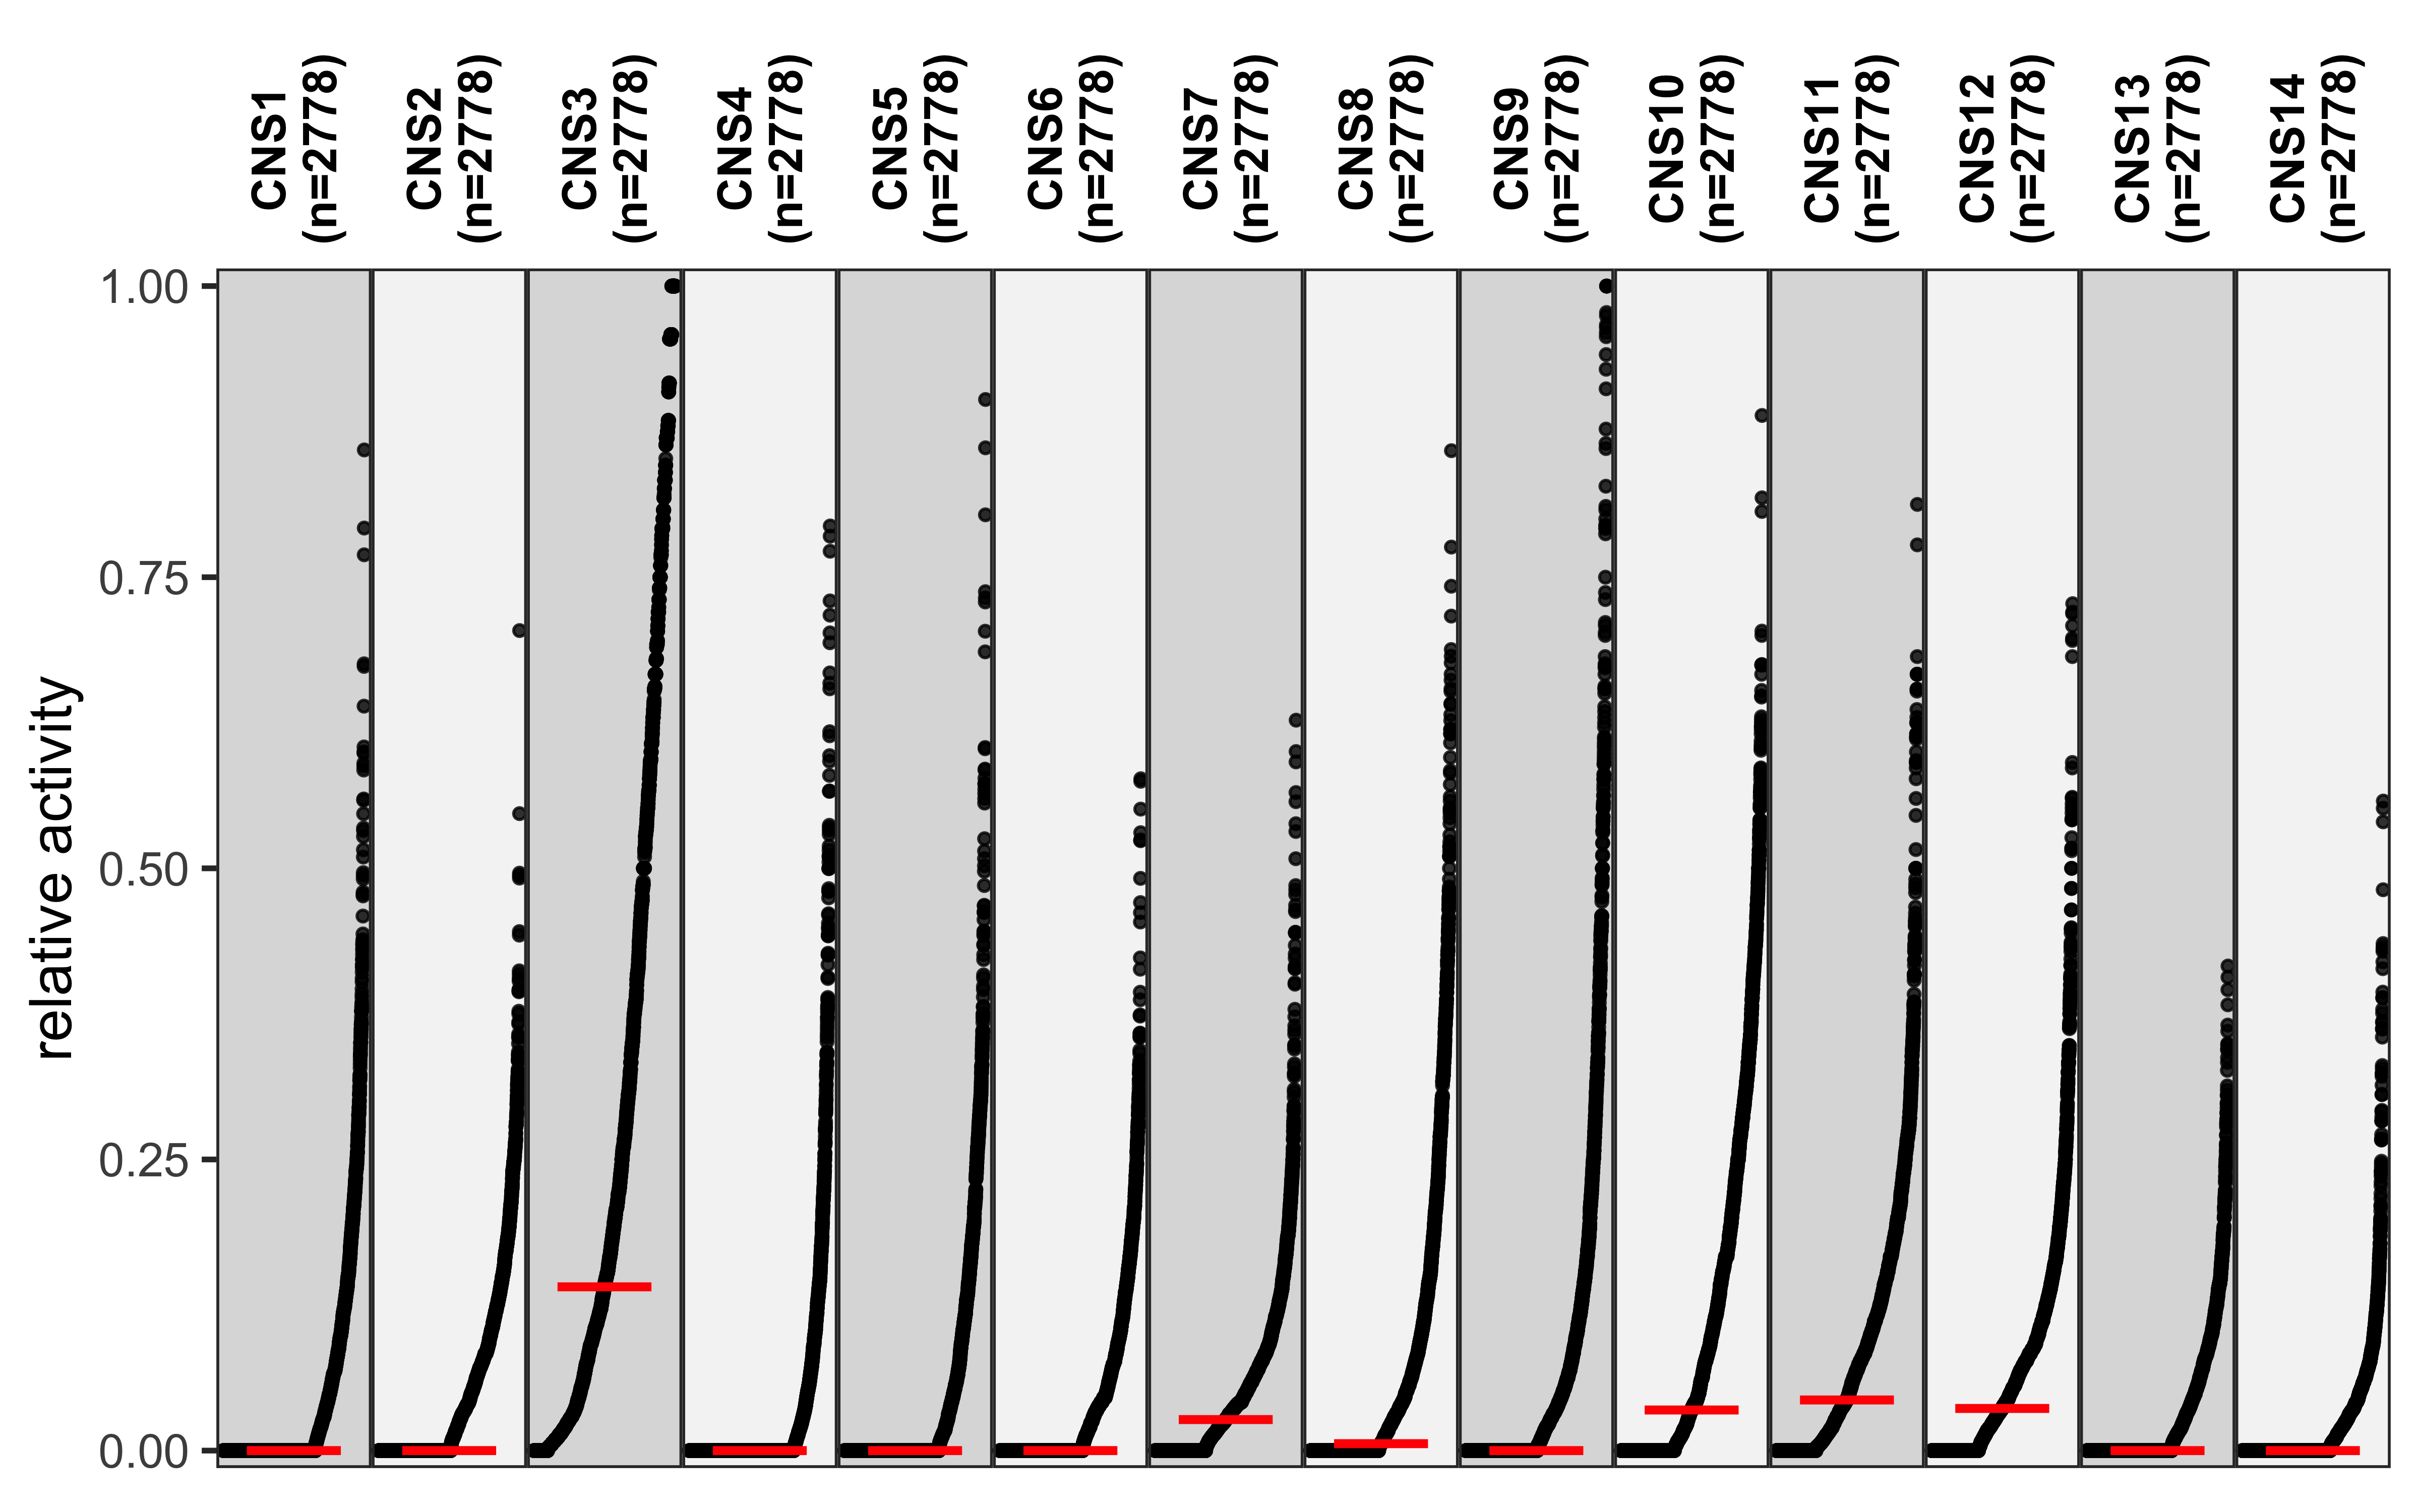 CNS1
(n=2778)
CNS2
(n=2778)
CNS3
(n=2778)
CNS4
(n=2778)
CNS5
(n=2778)
CNS6
(n=2778)
CNS7
(n=2778)
CNS8
(n=2778)
CNS9
(n=2778)
CNS10
(n=2778)
CNS11
(n=2778)
CNS12
(n=2778)
CNS13
(n=2778)
CNS14
(n=2778)
relative activity
1.00
0.75
0.50
0.25
0.00